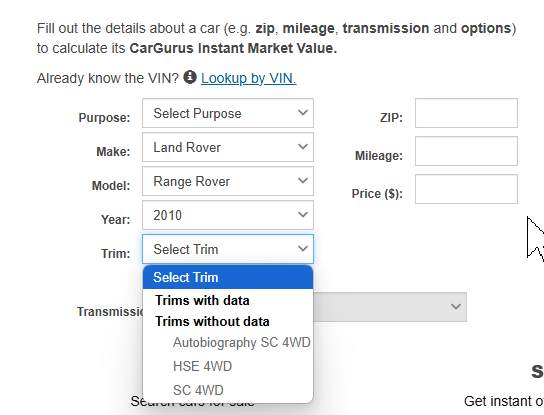 Fill out the details about a car (e.g. zip, mileage, transmission and options)
to calculate its CarGurus Instant Market Value.
Already know the VIN? Lookup by VIN.
Purpose: Select Purpose
ZIP:
Make: Land Rover
Mileage:
Model: Range Rover
Price ($):
Year: 2010
Trim: Select Trim
Select Trim
Trims with data
Transmissi
Trims without data
Autobiography SC 4WD
HSE 4WD
SC 4WD
S
Search cars for sale
Get instant o